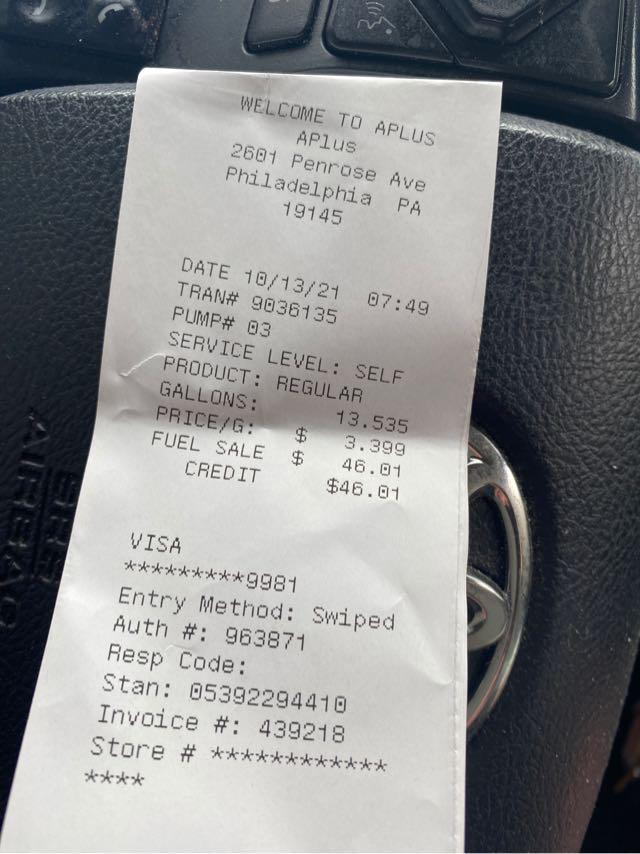 WELCOME TO APLUS
APlus
2601 Penrose Ave
Philadelphia PA
19145
DATE 10/13/21 07:49
TRAN# 9036135
PUMP# 03
SERVICE LEVEL: SELF
PRODUCT: REGULAR
GALLONS: 13.535
PRICE/G: $ 3.399
FUEL SALE $ 46.01
CREDIT $46.01
VISA
*********9981
Entry Method: Swiped
Auth #: 963871
Resp Code:
Stan: 05392294410
Invoice #: 439218
Store # ************
****
SRS
AIRBAG